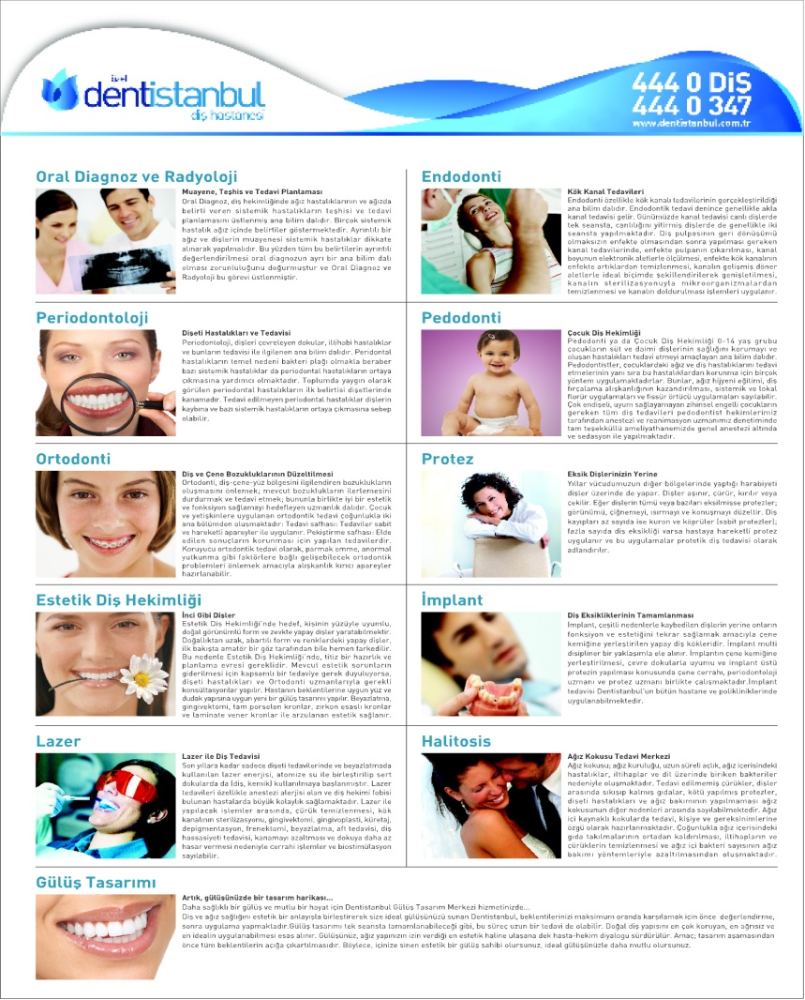 özel
dentistanbul
diş hastanesi
444 0 DİŞ
444 0 347
www.dentistanbul.com.tr
Oral Diagnoz ve Radyoloji
Muayene, Teşhis ve Tedavi Planlaması
Oral Diagnoz, diş hekimliğinde ağız hastalıklarının ve ağızda
belirti veren sistemik hastalıkların teşhisi ve tedavi
planlamasını üstlenmiş ana bilim dalıdır. Birçok sistemik
hastalık ağız içinde belirtiler göstermektedir. Ayrıntılı bir
ağız ve dişlerin muayenesi sistemik hastalıklar dikkate
alınarak yapılmalıdır. Bu yüzden tüm bu belirtilerin ayrıntılı
değerlendirilmesi oral diagnozun ayrı bir ana bilim dalı
olması zorunluluğunu doğurmuştur ve Oral Diagnoz ve
Radyoloji bu görevi üstlenmiştir.
Endodonti
Kök Kanal Tedavileri
Endodonti özellikle kök kanalı tedavilerinin gerçekleştirildiği
ana bilim dalıdır. Endodontik tedavi denince genellikle akla
kanal tedavisi gelir. Günümüzde kanal tedavisi canlı dişlerde
tek seansta, canlılığını yitirmiş dişlerde de genellikle iki
seansta yapılmaktadır. Diş pulpasının geri dönüşümü
olmaksızın enfekte olmasından sonra yapılması gereken
kanal tedavilerinde, enfekte pulpanın çıkarılması, kanal
boyunun elektronik aletlerle ölçülmesi, enfekte kök kanalının
enfekte artıklardan temizlenmesi, kanalın gelişmiş döner
aletlerle ideal biçimde şekillendirilerek genişletilmesi,
kanalın sterilizasyonuyla mikroorganizmalardan
temizlenmesi ve kanalın doldurulması işlemleri uygulanır.
Periodontoloji
Dişeti Hastalıkları ve Tedavisi
Periodontoloji, dişleri çevreleyen dokular, iltihabi hastalıklar
ve bunların tedavisi ile ilgilenen ana bilim dalıdır. Peridontal
hastalıkların temel nedeni bakteri plağı olmakla beraber
bazı sistemik hastalıklar da periodontal hastalıkların ortaya
çıkmasına yardımcı olmaktadır. Toplumda yaygın olarak
görülen periodontal hastalıkların ilk belirtisi dişetlerinde
kanamadır. Tedavi edilmeyen periodontal hastalıklar dişlerin
kaybına ve bazı sistemik hastalıkların ortaya çıkmasına sebep
olabilir.
Pedodonti
Çocuk Diş Hekimliği
Pedodonti ya da Çocuk Diş Hekimliği 0-14 yaş grubu
çocukların süt ve daimi dişlerinin sağlığını korumayı ve
oluşan hastalıkları tedavi etmeyi amaçlayan ana bilim dalıdır.
Pedodontistler, çocuklardaki ağız ve diş hastalıklarını tedavi
etmelerinin yanı sıra bu hastalıklardan korunma için birçok
yöntem uygulamaktadırlar. Bunlar, ağız hijyeni eğitimi, diş
fırçalama alışkanlığının kazandırılması, sistemik ve lokal
florür uygulamaları ve fissür örtücü uygulamaları sayılabilir.
Çok endişeli, uyum sağlayamayan zihinsel engelli çocukların
gereken tüm diş tedavileri pedodontist hekimlerimiz
tarafından anestezi ve reanimasyon uzmanımız denetiminde
tam teşekküllü ameliyathanemizde genel anestezi altında
ve sedasyon ile yapılmaktadır.
Ortodonti
Diş ve Çene Bozukluklarının Düzeltilmesi
Ortodonti, diş-çene-yüz bölgesini ilgilendiren bozuklukların
oluşmasını önlemek; mevcut bozuklukların ilerlemesini
durdurmak ve tedavi etmek; bununla birlikte iyi bir estetik
ve fonksiyon sağlamayı hedefleyen uzmanlık dalıdır. Çocuk
ve yetişkinlere uygulanan ortodontik tedavi çoğunlukla iki
ana bölümden oluşmaktadır: Tedavi safhası: Tedaviler sabit
ve hareketli apareyler ile uygulanır. Pekiştirme safhası: Elde
edilen sonuçların korunması için yapılan tedavilerdir.
Koruyucu ortodontik tedavi olarak, parmak emme, anormal
yutkunma gibi faktörlere bağlı gelişebilecek ortodontik
problemleri önlemek amacıyla alışkanlık kırıcı apareyler
hazırlanabilir.
Protez
Eksik Dişlerinizin Yerine
Yıllar vücudumuzun diğer bölgelerinde yaptığı harabiyeti
dişler üzerinde de yapar. Dişler aşınır, çürür, kırılır veya
çekilir. Eğer dişlerin tümü veya bazıları eksilmişse protezler;
görünümü, çiğnemeyi, ısırmayı ve konuşmayı düzeltir. Diş
kayıpları az sayıda ise kuron ve köprüler (sabit protezler);
fazla sayıda diş eksikliği varsa hastaya hareketli protez
uygulanır ve bu uygulamalar protetik diş tedavisi olarak
adlandırılır.
Estetik Diş Hekimliği
İnci Gibi Dişler
Estetik Diş Hekimliği'nde hedef, kişinin yüzüyle uyumlu,
doğal görünümlü form ve zevkte yapay dişler yaratabilmektir.
Doğallıktan uzak, abartılı form ve renklerdeki yapay dişler,
ilk bakışta amatör bir göz tarafından bile hemen farkedilir.
Bu nedenle Estetik Diş Hekimliği'nde, titiz bir hazırlık ve
planlama evresi gereklidir. Mevcut estetik sorunların
giderilmesi için kapsamlı bir tedaviye gerek duyuluyorsa,
dişeti hastalıkları ve Ortodonti uzmanlarıyla gerekli
konsültasyonlar yapılır. Hastanın beklentilerine uygun yüz ve
dudak yapısına uygun yeni bir gülüş tasarımı yapılır. Beyazlatma,
gingivektomi, tam porselen kronlar, zirkon esaslı kronlar
ve laminate vener kronlar ile arzulanan estetik sağlanır.
İmplant
Diş Eksikliklerinin Tamamlanması
İmplant, çeşitli nedenlerle kaybedilen dişlerin yerine onların
fonksiyon ve estetiğini tekrar sağlamak amacıyla çene
kemiğine yerleştirilen yapay diş kökleridir. İmplant multi
disipliner bir yaklaşımla ele alınır. İmplantın çene kemiğine
yerleştirilmesi, çevre dokularla uyumu ve implant üstü
protezin yapılması konusunda çene cerrahı, periodontoloji
uzmanı ve protez uzmanı birlikte çalışmaktadır.İmplant
tedavisi Dentistanbul'un bütün hastane ve polikliniklerinde
uygulanabilmektedir.
Lazer
Lazer ile Diş Tedavisi
Son yıllara kadar sadece dişeti tedavilerinde ve beyazlatmada
kullanılan lazer enerjisi, atomize su ile birleştirilip sert
dokularda da (diş, kemik) kullanılmaya başlanmıştır. Lazer
tedavileri özellikle anestezi alerjisi olan ve diş hekimi fobisi
bulunan hastalarda büyük kolaylık sağlamaktadır. Lazer ile
yapılacak işlemler arasında, çürük temizlenmesi, kök
kanalının sterilizasyonu, gingivektomi, gingivoplasti, küretaj,
depigmentasyon, frenektomi, beyazlatma, aft tedavisi, diş
hassasiyeti tedavisi, kanamayı azaltması ve dokuya daha az
hasar vermesi nedeniyle cerrahi işlemler ve biostimülasyon
sayılabilir.
Halitosis
Ağız Kokusu Tedavi Merkezi
Ağız kokusu; ağız kuruluğu, uzun süreli açlık, ağız içerisindeki
hastalıklar, iltihaplar ve dil üzerinde biriken bakteriler
nedeniyle oluşmaktadır. Tedavi edilmemiş çürükler, dişler
arasında sıkışıp kalmış gıdalar, kötü yapılmış protezler,
dişeti hastalıkları ve ağız bakımının yapılmaması ağız
kokusunun diğer nedenleri arasında sayılabilmektedir. Ağız
içi kaynaklı kokularda tedavi, kişiye ve gereksinimlerine
özgü olarak hazırlanmaktadır. Çoğunlukla ağız içerisindeki
gıda takılmalarının ortadan kaldırılması, iltihapların ve
çürüklerin temizlenmesi ve ağız içi bakteri sayısının ağız
bakımı yöntemleriyle azaltılmasından oluşmaktadır.
Gülüş Tasarımı
Artık, gülüşünüzde bir tasarım harikası...
Daha sağlıklı bir gülüş ve mutlu bir hayat için Dentistanbul Gülüş Tasarım Merkezi hizmetinizde...
Diş ve ağız sağlığını estetik bir anlayışla birleştirerek size ideal gülüşünüzü sunan Dentistanbul, beklentilerinizi maksimum oranda karşılamak için önce değerlendirme,
sonra uygulama yapmaktadır.Gülüş tasarımı tek seansta tamamlanabileceği gibi, bu süreç uzun bir tedavi de olabilir. Doğal diş yapısını en çok koruyan, en ağrısız ve
en idealin uygulanabilmesi esas alınır. Gülüşünüz, ağız yapınızın izin verdiği en estetik haline ulaşana dek hasta-hekim diyalogu sürdürülür. Amaç; tasarım aşamasından
önce tüm beklentilerin açığa çıkartılmasıdır. Böylece, içinize sinen estetik bir gülüş sahibi olursunuz, ideal gülüşünüzle daha mutlu olursunuz.